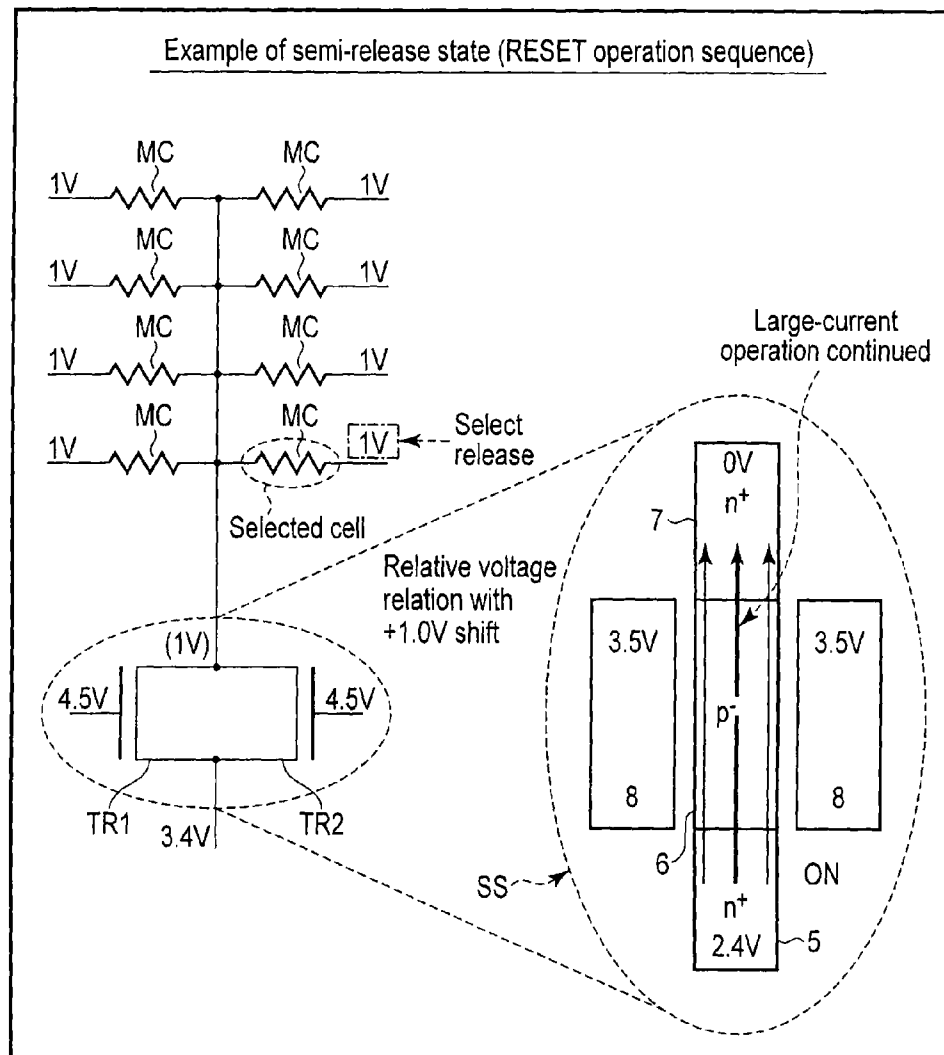 Example of semi-release state (RESET operation sequence)
MC MC
1V 1V
MC MC
1V 1V
MC MC
1V 1V
MC MC
1V 1V
Select
release
Selected cell
Large-current
operation continued
Relative voltage
relation with
+1.0V shift
(1V)
4.5V 4.5V
TR1 TR2
3.4V
0V
n+
7
3.5V 3.5V
p-
8 8
6
ON
SS
n+
2.4V
5